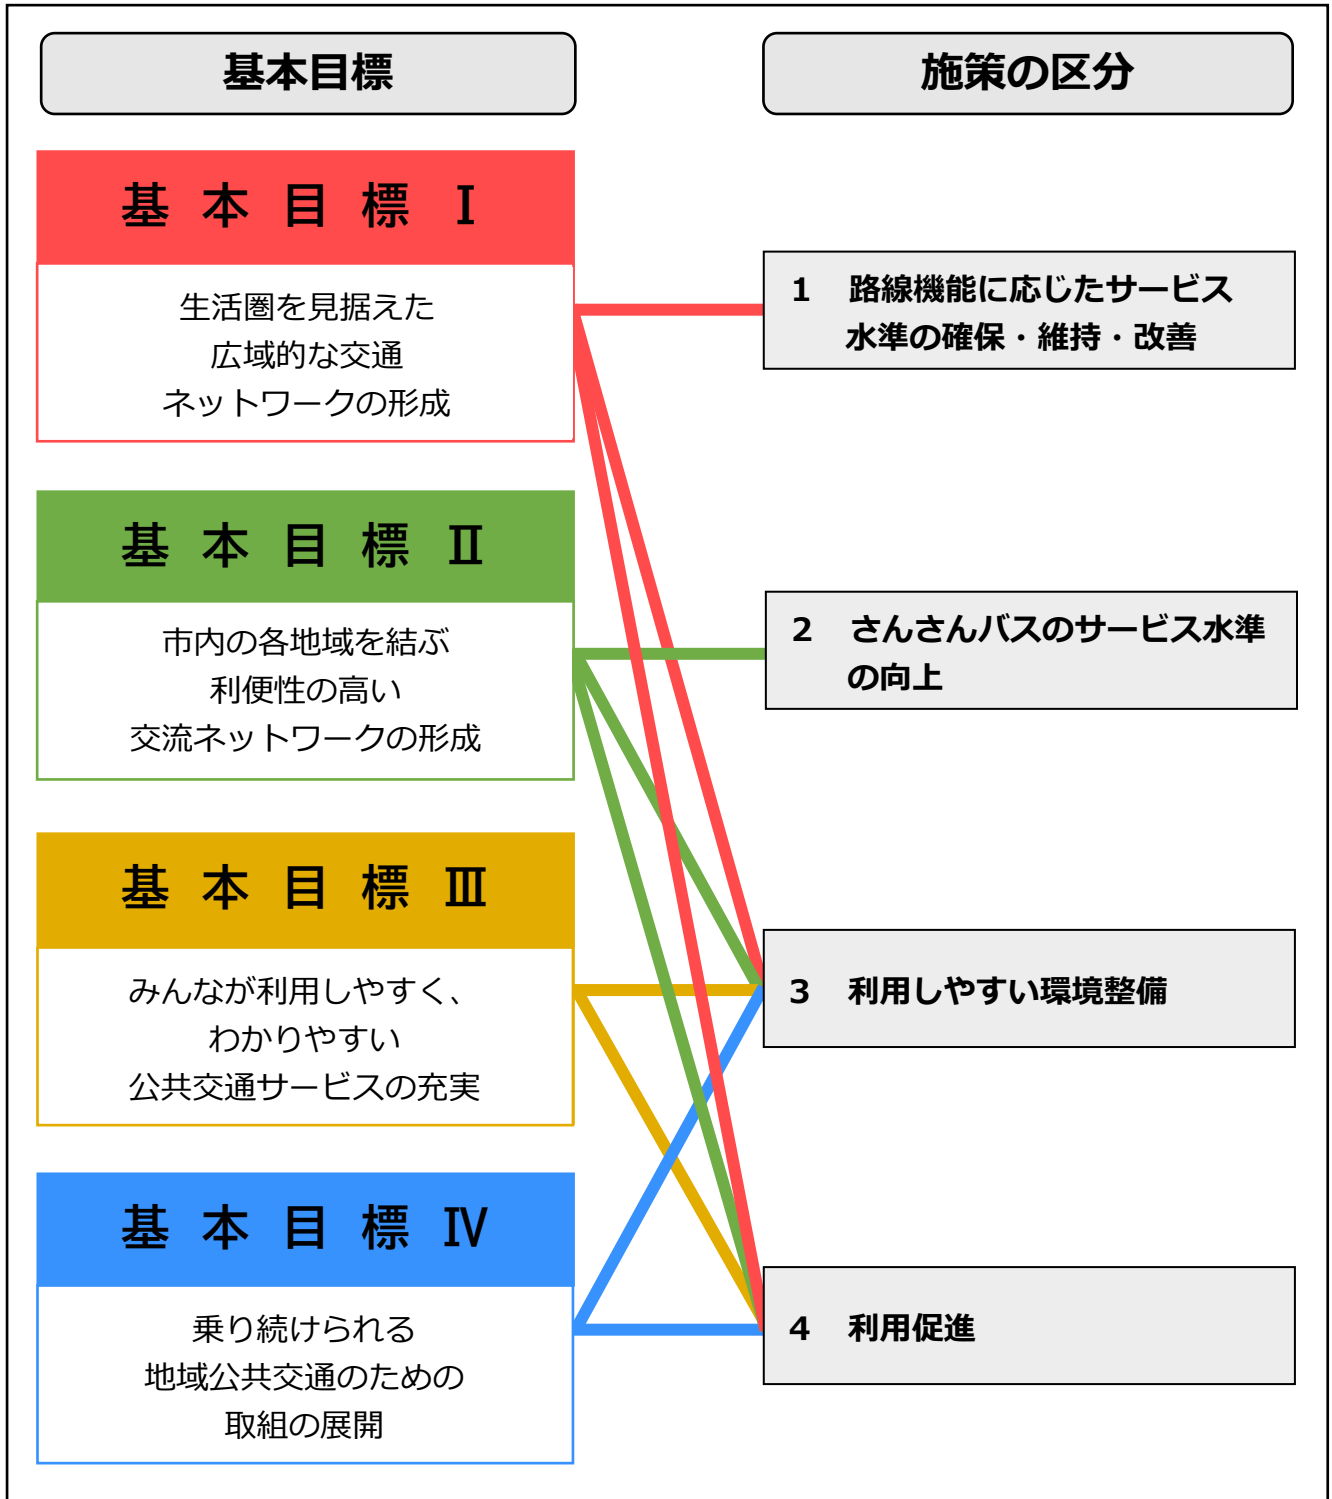 基本目標
施策の区分
基本目標 Ⅰ
生活圏を見据えた
広域的な交通
ネットワークの形成
1 路線機能に応じたサービス
水準の確保・維持・改善
基本目標 Ⅱ
市内の各地域を結ぶ
利便性の高い
交流ネットワークの形成
2 さんさんバスのサービス水準
の向上
基本目標 Ⅲ
みんなが利用しやすく、
わかりやすい
公共交通サービスの充実
3 利用しやすい環境整備
基本目標 Ⅳ
乗り続けられる
地域公共交通のための
取組の展開
4 利用促進